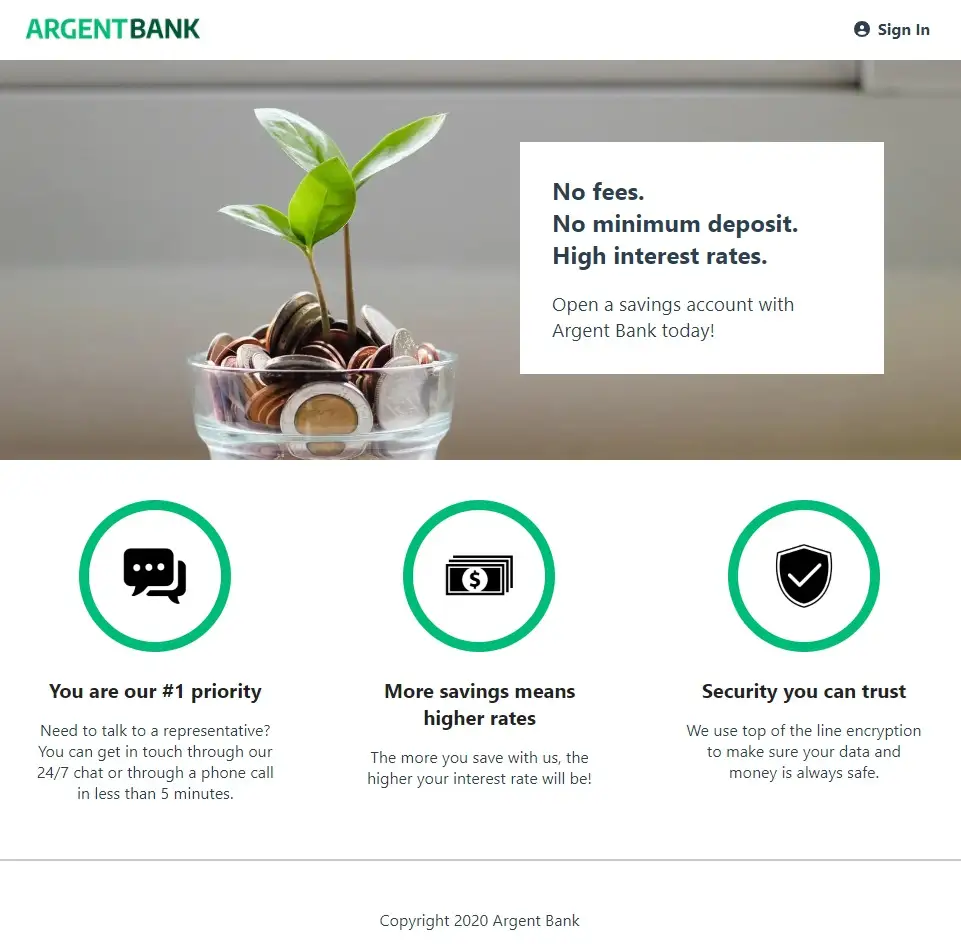 ARGENTBANK
Sign In
No fees.
No minimum deposit.
High interest rates.
Open a savings account with
Argent Bank today!
You are our #1 priority
Need to talk to a representative?
You can get in touch through our
24/7 chat or through a phone call
in less than 5 minutes.
More savings means
higher rates
The more you save with us, the
higher your interest rate will be!
Security you can trust
We use top of the line encryption
to make sure your data and
money is always safe.
Copyright 2020 Argent Bank